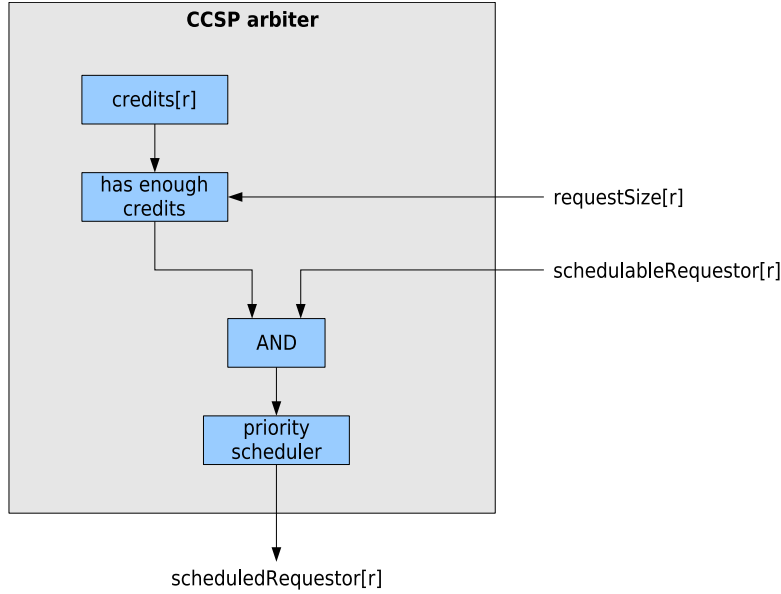 CCSP arbiter
credits[r]
has enough
credits
requestSize[r]
schedulableRequestor[r]
AND
priority
scheduler
scheduledRequestor[r]